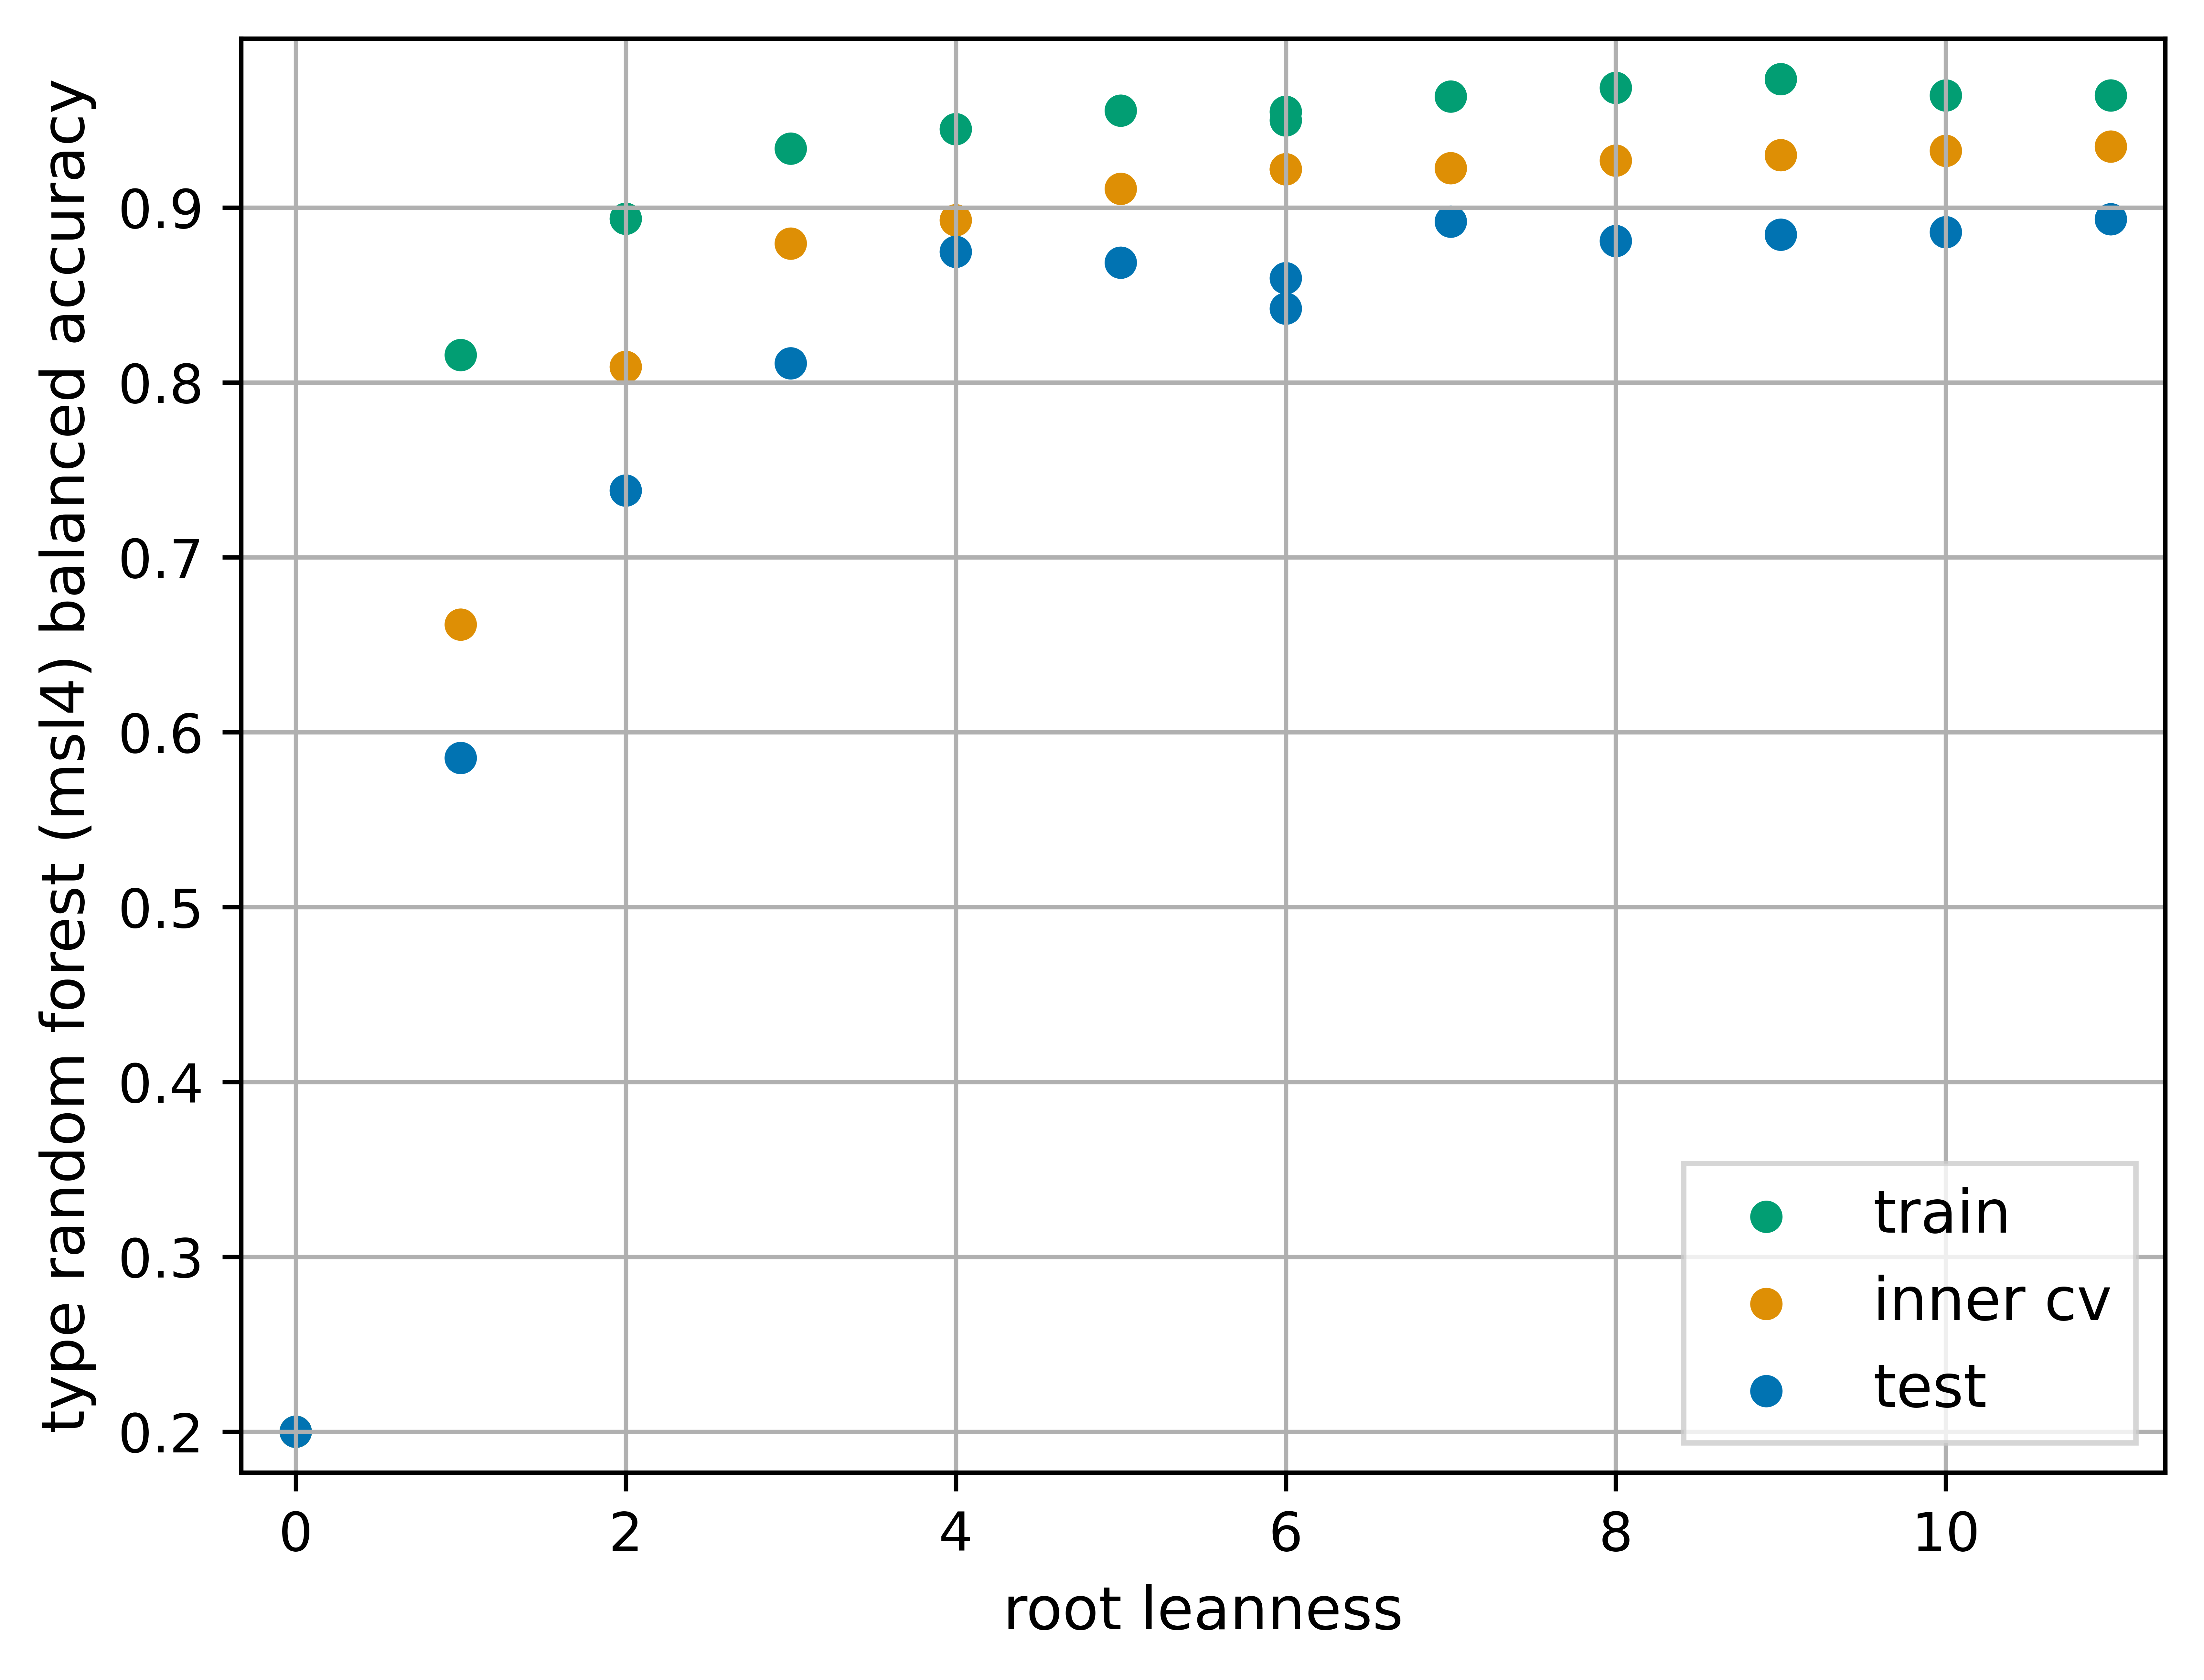 type random forest (msl4) balanced accuracy
0.9
0.8
0.7
0.6
0.5
0.4
0.3
0.2
0 2 4 6 8 10
root leanness
train
inner cv
test